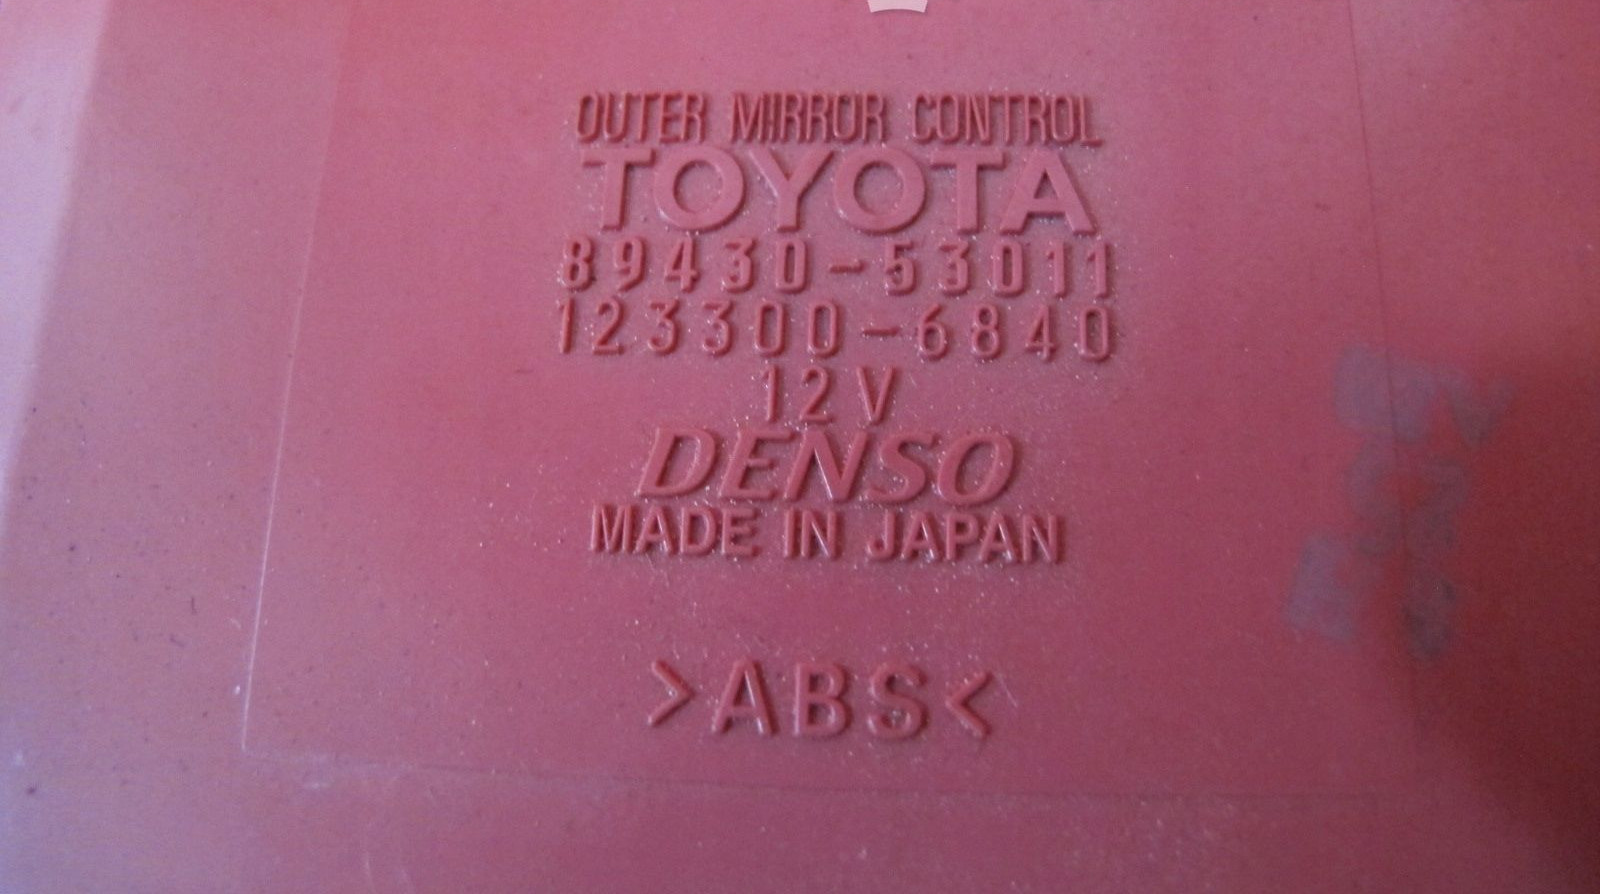 OUTER MIRROR CONTROL
TOYOTA
89430-53011
123300-6840
12V
DENSO
MADE IN JAPAN
>ABS<